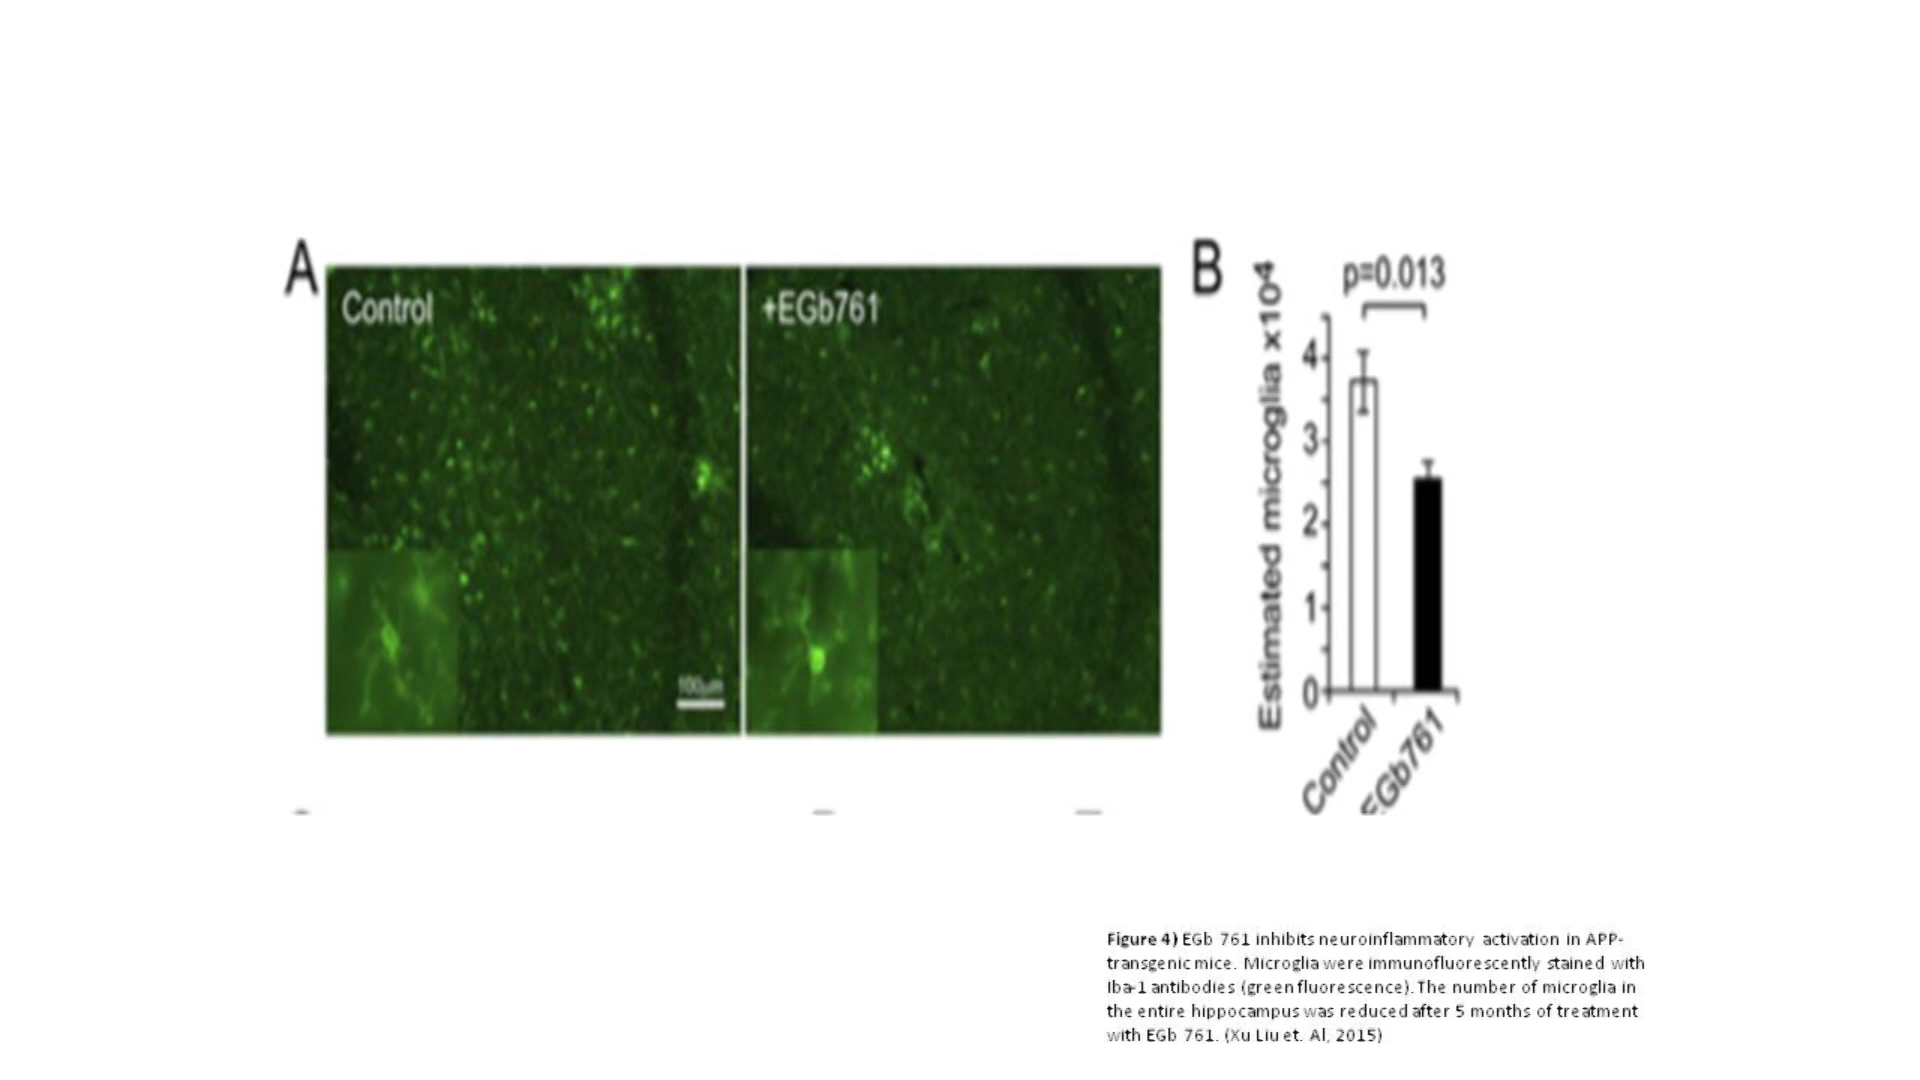 A
Control
100µm
+EGb761
B
p=0.013
Estimated microglia x10⁴
4
3
2
1
0
Control
EGb761
Figure 4) EGb 761 inhibits neuroinflammatory activation in APP-
transgenic mice. Microglia were immunofluorescently stained with
Iba-1 antibodies (green fluorescence). The number of microglia in
the entire hippocampus was reduced after 5 months of treatment
with EGb 761. (Xu Liu et. Al, 2015)